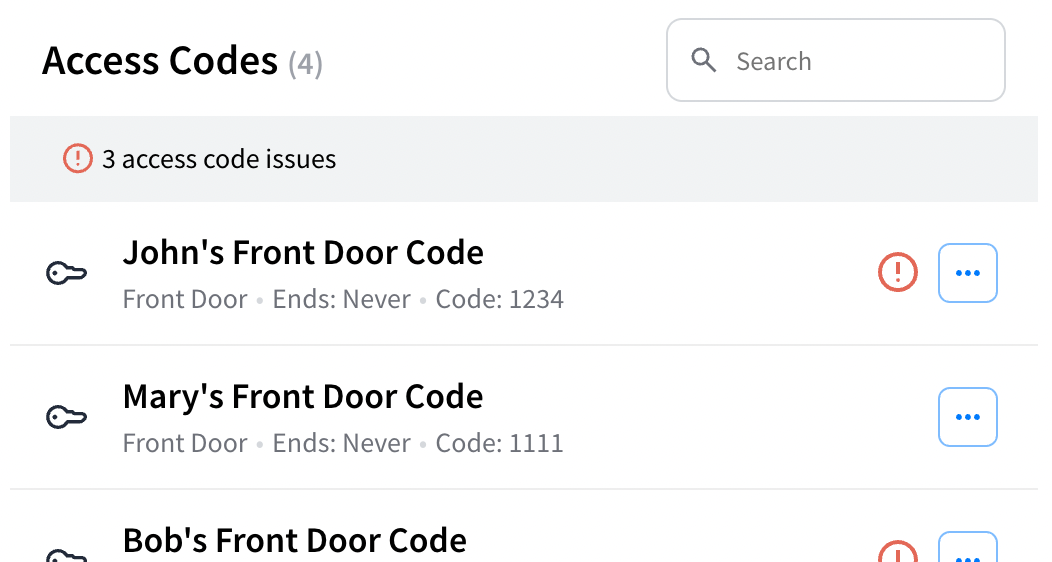 Access Codes (4)
Search
3 access code issues
John's Front Door Code
Front Door • Ends: Never • Code: 1234
Mary's Front Door Code
Front Door • Ends: Never • Code: 1111
Bob's Front Door Code